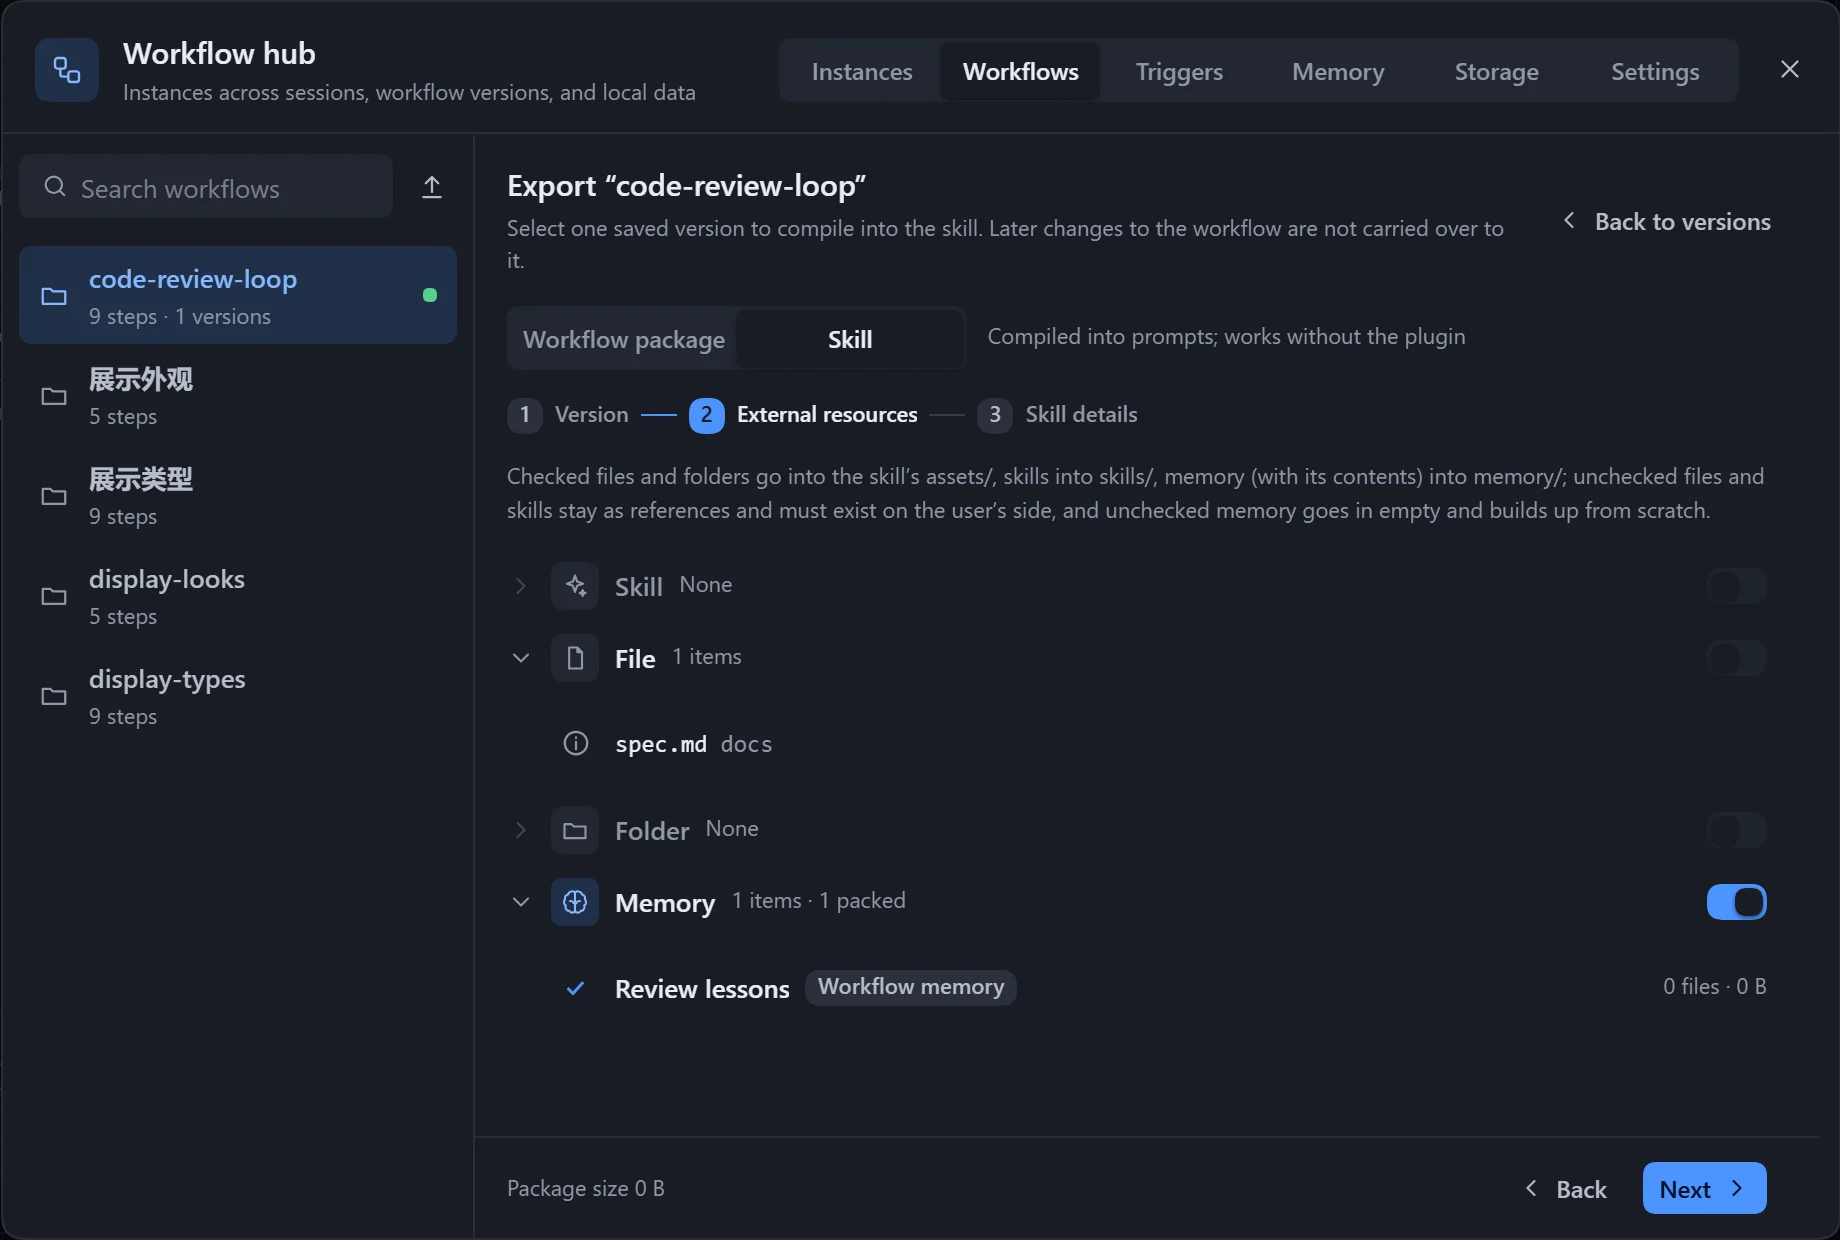 Workflow hub
Instances across sessions, workflow versions, and local data
Instances
Workflows
Triggers
Memory
Storage
Settings
Search workflows
code-review-loop
9 steps · 1 versions
展示外观
5 steps
展示类型
9 steps
display-looks
5 steps
display-types
9 steps
Export “code-review-loop”
Select one saved version to compile into the skill. Later changes to the workflow are not carried over to
it.
Back to versions
Workflow package
Skill
Compiled into prompts; works without the plugin
1 Version
2 External resources
3 Skill details
Checked files and folders go into the skill’s assets/, skills into skills/, memory (with its contents) into memory/; unchecked files and
skills stay as references and must exist on the user’s side, and unchecked memory goes in empty and builds up from scratch.
Skill None
File 1 items
spec.md docs
Folder None
Memory 1 items · 1 packed
Review lessons Workflow memory 0 files · 0 B
Package size 0 B
Back
Next